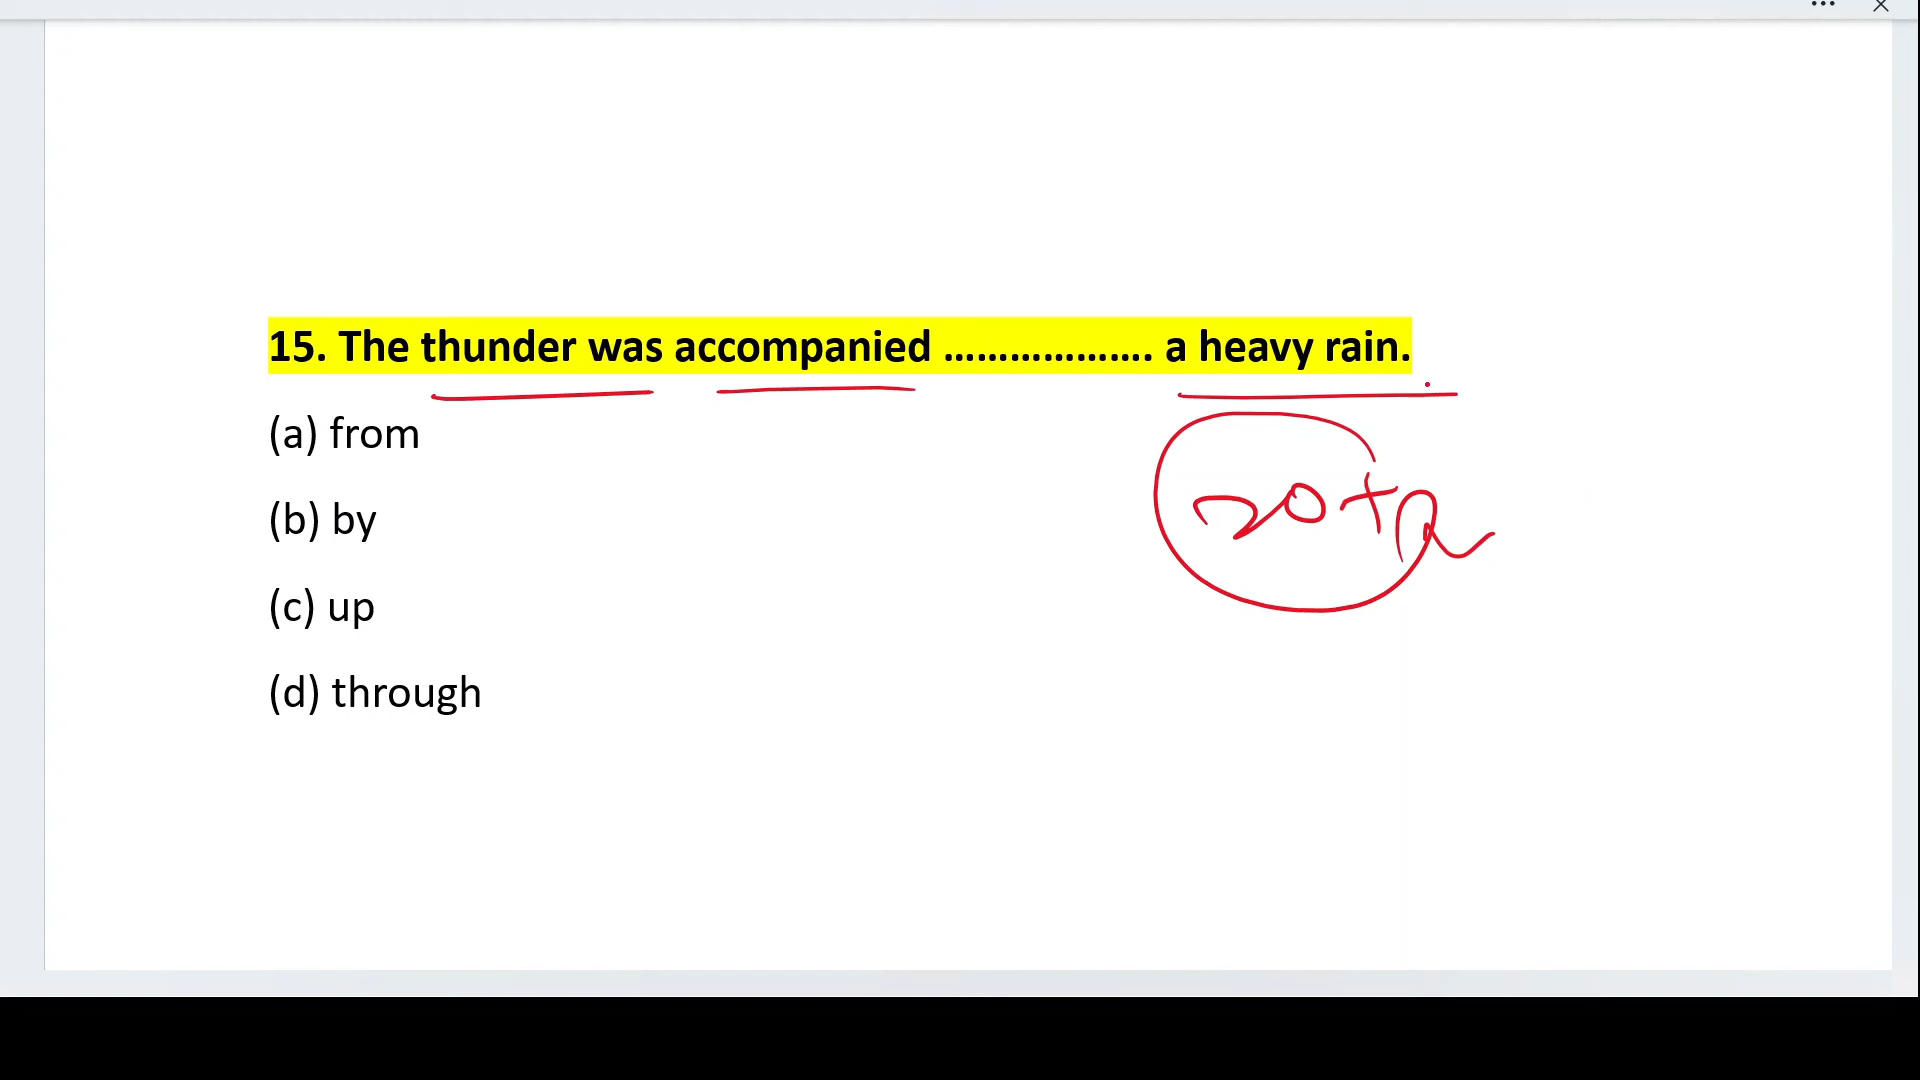 15. The thunder was accompanied ................... a heavy rain.
(a) from
(b) by
(c) up
(d) through